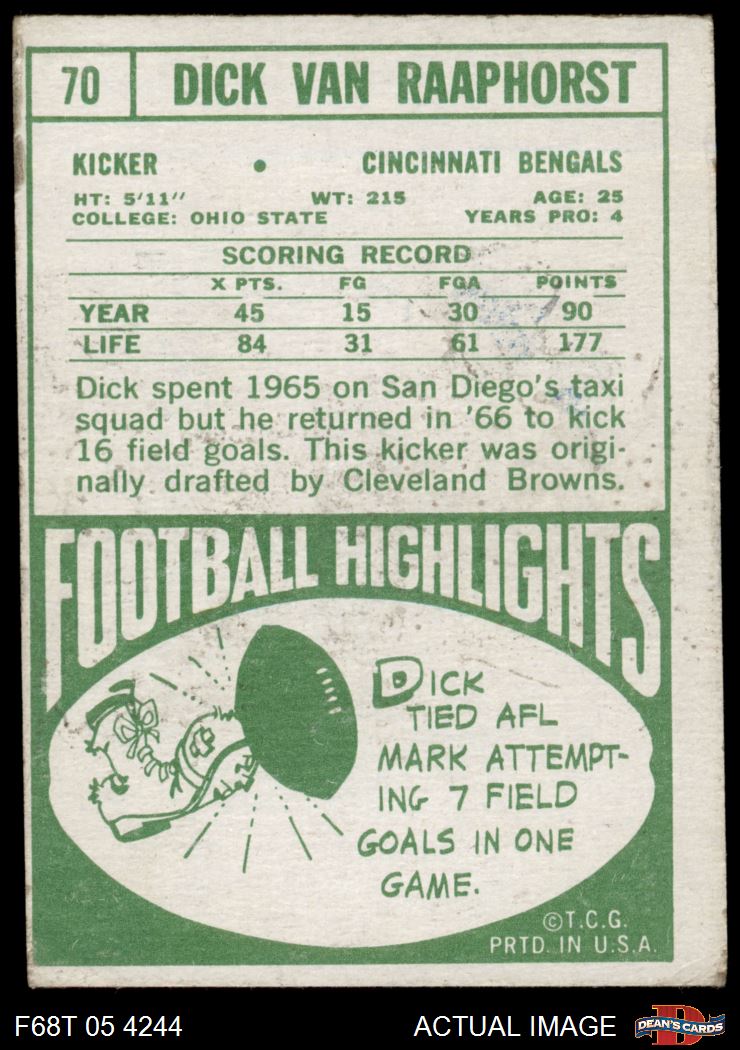 70 DICK VAN RAAPHORST
KICKER • CINCINNATI BENGALS
HT: 5'11" WT: 215 AGE: 25
COLLEGE: OHIO STATE YEARS PRO: 4
SCORING RECORD
X PTS. FG FGA POINTS
YEAR 45 15 30 90
LIFE 84 31 61 177
Dick spent 1965 on San Diego's taxi
squad but he returned in '66 to kick
16 field goals. This kicker was origi-
nally drafted by Cleveland Browns.
FOOTBALL HIGHLIGHTS
DICK
TIED AFL
MARK ATTEMPT-
ING 7 FIELD
GOALS IN ONE
GAME.
©T.C.G.
PRTD. IN U.S.A.
F68T 05 4244 ACTUAL IMAGE D DEAN'S CARDS